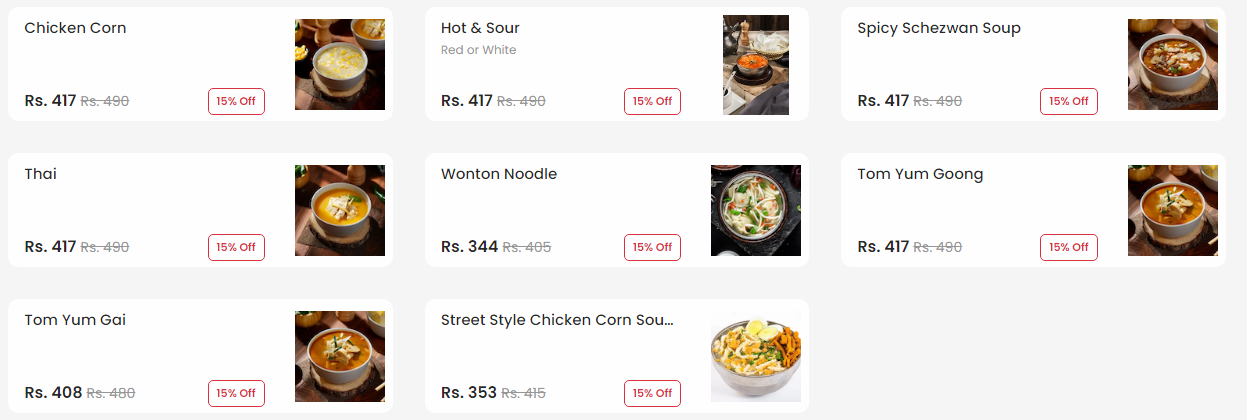 Chicken Corn
Rs. 417 Rs. 490 15% Off
Hot & Sour
Red or White
Rs. 417 Rs. 490 15% Off
Spicy Schezwan Soup
Rs. 417 Rs. 490 15% Off
Thai
Rs. 417 Rs. 490 15% Off
Wonton Noodle
Rs. 344 Rs. 405 15% Off
Tom Yum Goong
Rs. 417 Rs. 490 15% Off
Tom Yum Gai
Rs. 408 Rs. 480 15% Off
Street Style Chicken Corn Sou...
Rs. 353 Rs. 415 15% Off